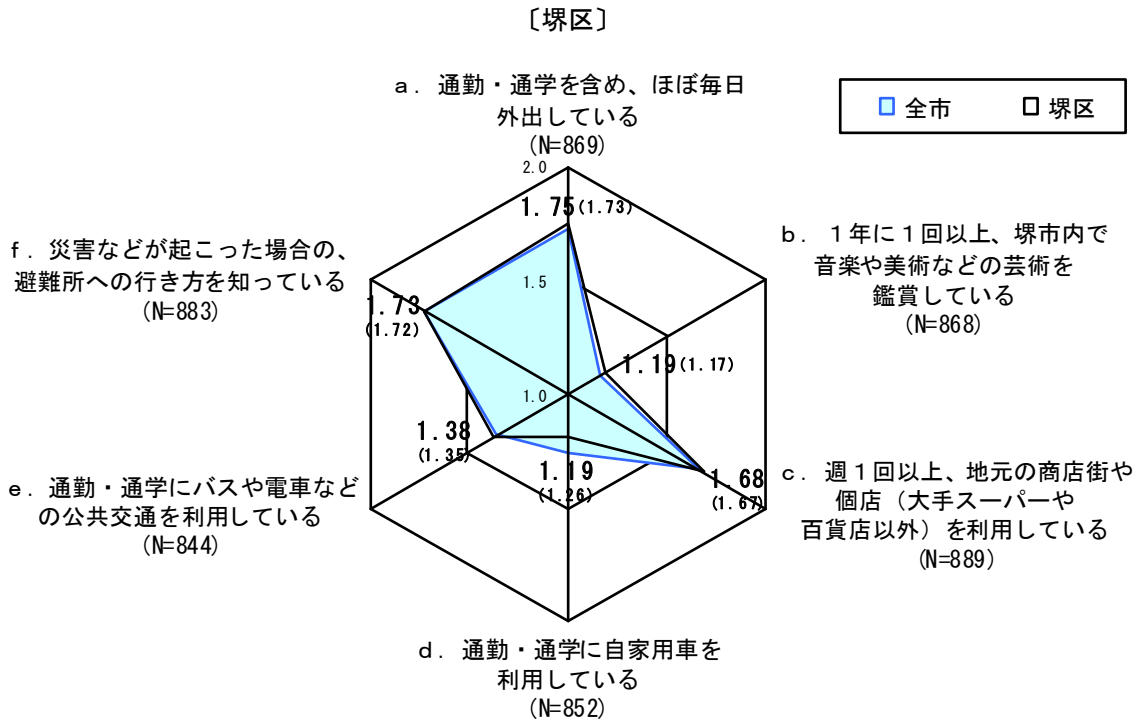 〔堺区〕
全市 堺区
a．通勤・通学を含め、ほぼ毎日
外出している
(N=869)
2.0
1.75(1.73)
b．１年に１回以上、堺市内で
音楽や美術などの芸術を
鑑賞している
(N=868)
f．災害などが起こった場合の、
避難所への行き方を知っている
(N=883)
1.5
1.73
(1.72)
1.19(1.17)
1.0
1.38
(1.35)
1.19
(1.26)
1.68
(1.67)
c．週１回以上、地元の商店街や
個店（大手スーパーや
百貨店以外）を利用している
(N=889)
e．通勤・通学にバスや電車など
の公共交通を利用している
(N=844)
d．通勤・通学に自家用車を
利用している
(N=852)